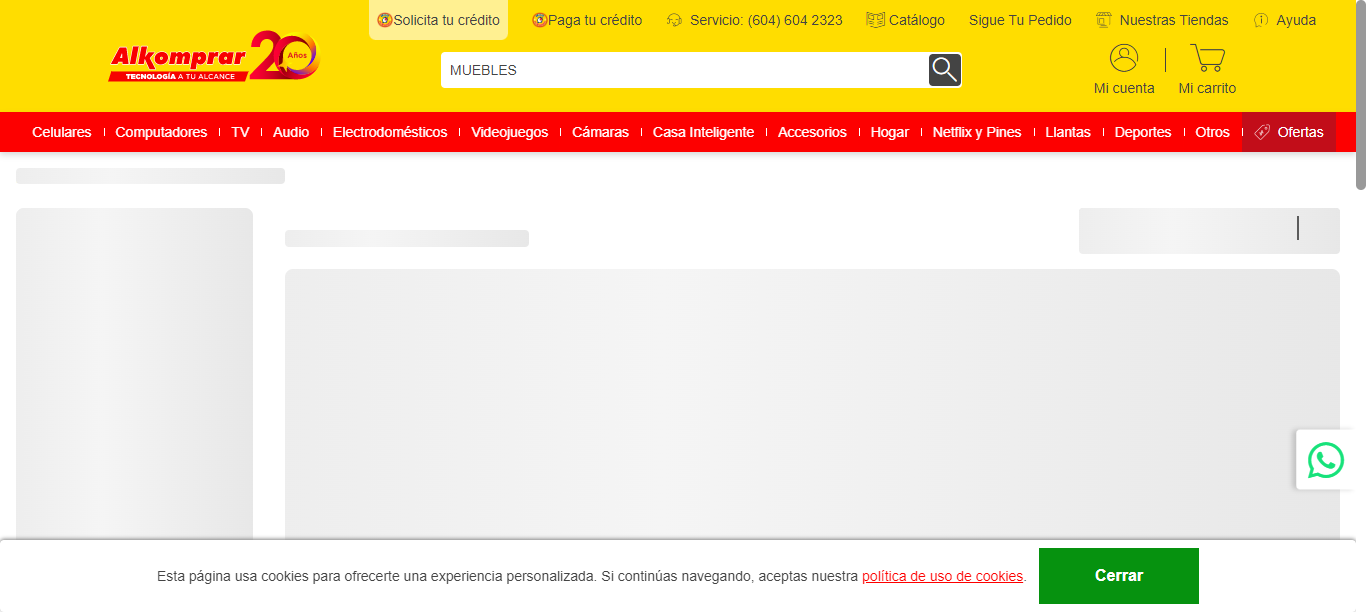 Solicita tu crédito
Paga tu crédito
Servicio: (604) 604 2323
Catálogo
Sigue Tu Pedido
Nuestras Tiendas
Ayuda
Alkomprar 20 Años
TECNOLOGÍA A TU ALCANCE
MUEBLES
Mi cuenta
Mi carrito
Celulares
Computadores
TV
Audio
Electrodomésticos
Videojuegos
Cámaras
Casa Inteligente
Accesorios
Hogar
Netflix y Pines
Llantas
Deportes
Otros
Ofertas
Esta página usa cookies para ofrecerte una experiencia personalizada. Si continúas navegando, aceptas nuestra política de uso de cookies.
Cerrar